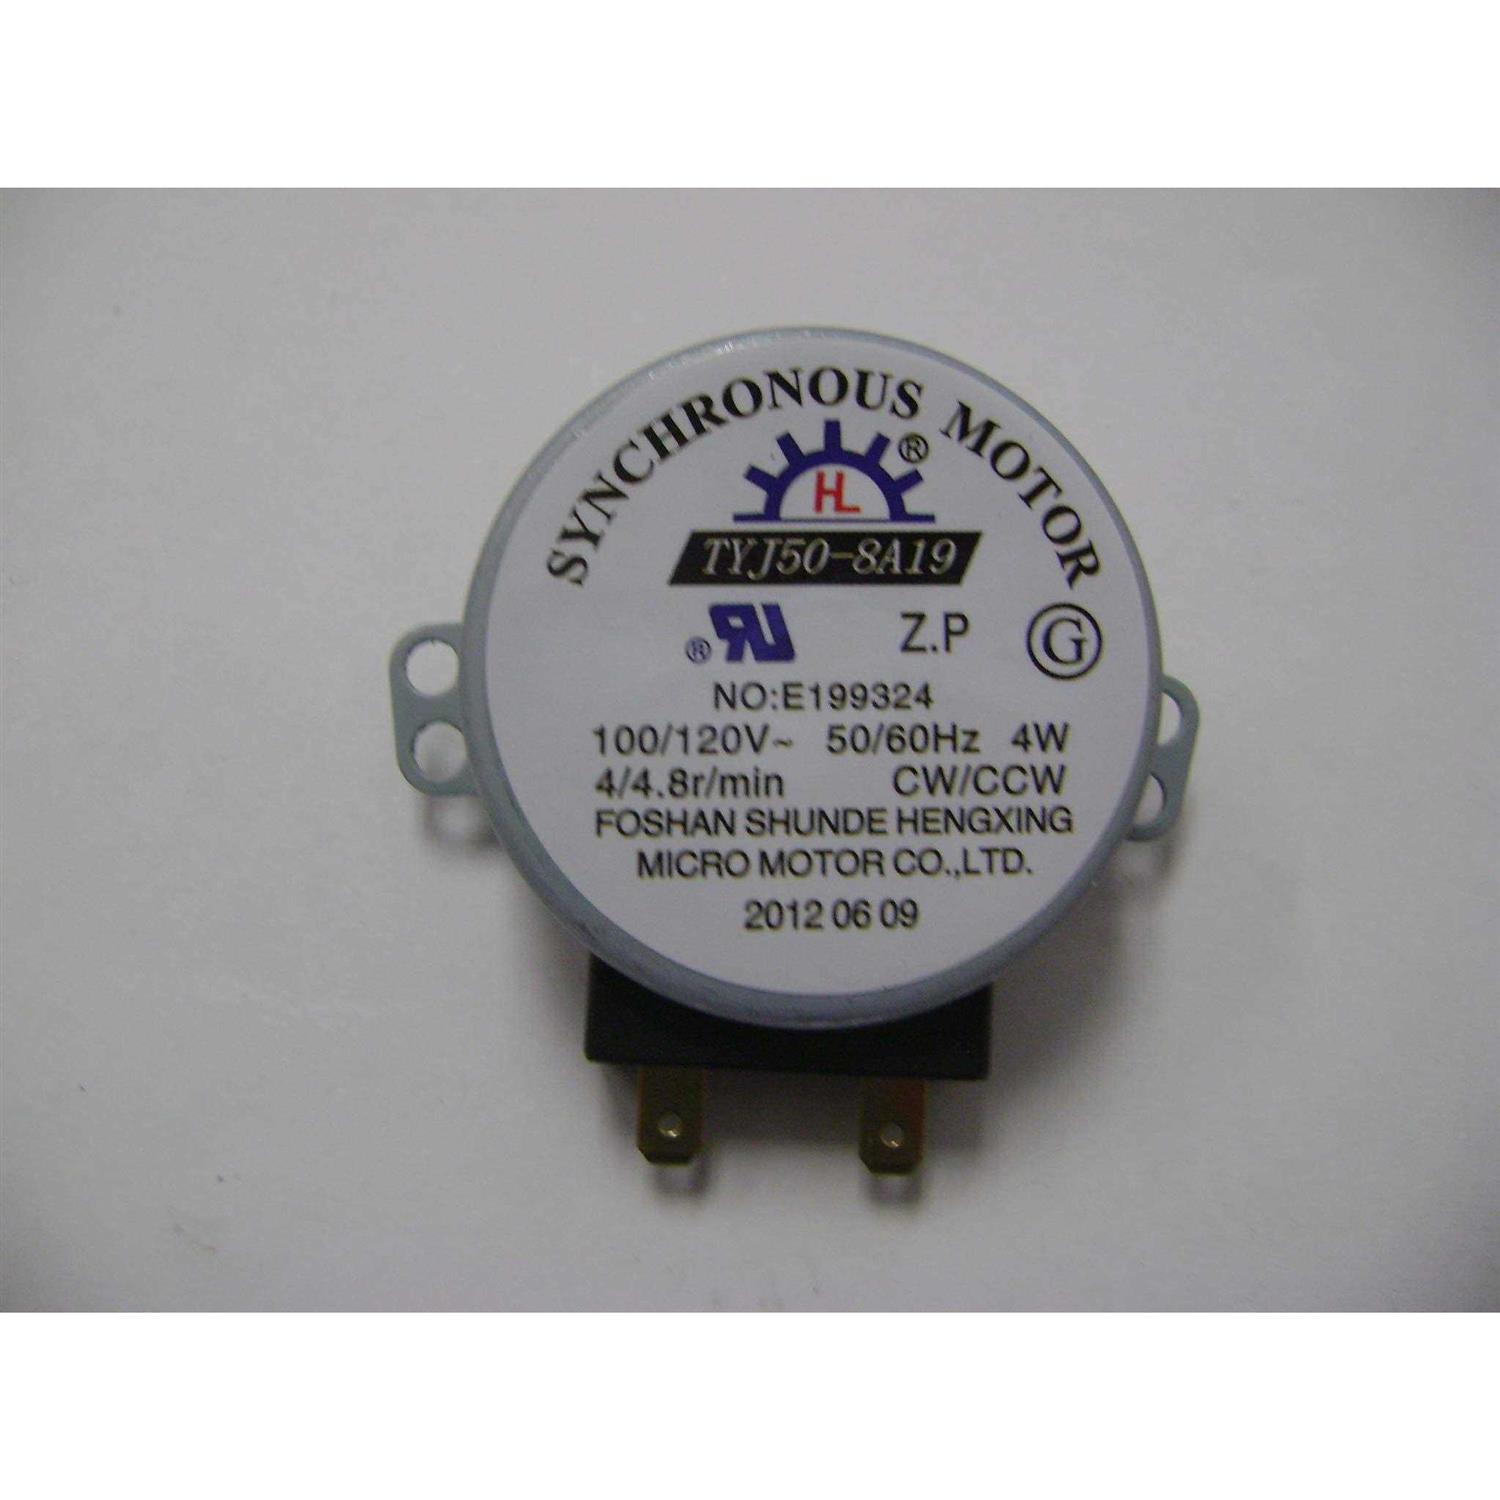 SYNCHRONOUS MOTOR
HL ®
TYJ50-8A19
® UR Z.P G
NO:E199324
100/120V~ 50/60Hz 4W
4/4.8r/min CW/CCW
FOSHAN SHUNDE HENGXING
MICRO MOTOR CO.,LTD.
2012 06 09